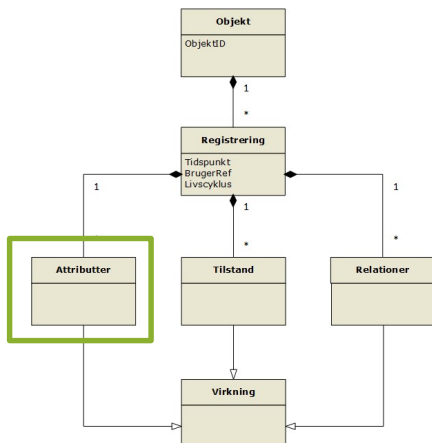 Objekt
ObjektID
1
*
Registrering
Tidspunkt
BrugerRef
Livscyklus
1
1
1
*
*
Attributter
Tilstand
Relationer
Virkning